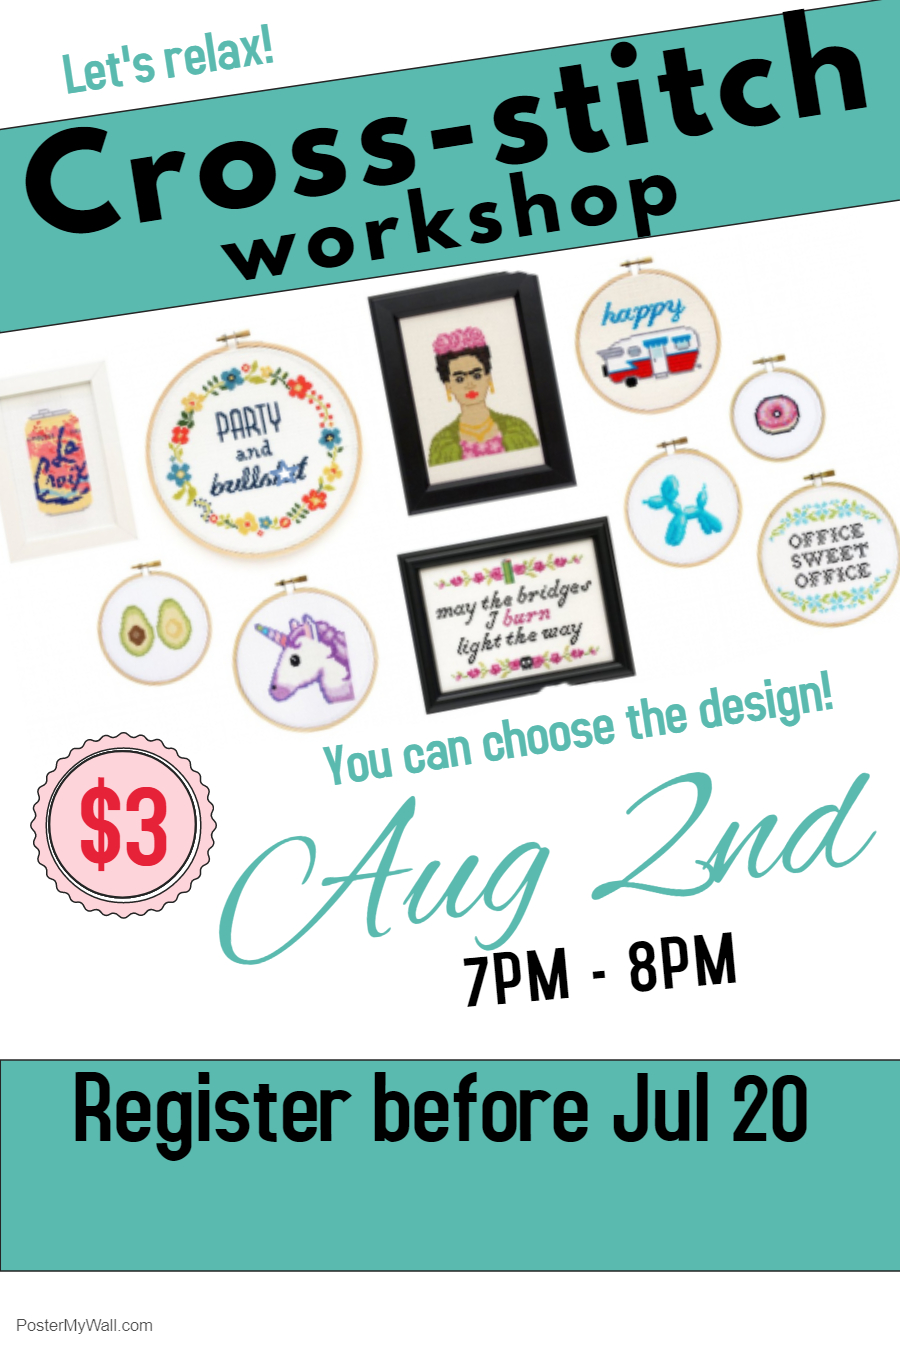 Let's relax!
Cross-stitch
workshop
La
Croix
PARTY
and
happy
OFFICE
SWEET
OFFICE
may the bridges
I burn
light the way
You can choose the design!
$3
Aug 2nd
7PM - 8PM
Register before Jul 20
PosterMyWall.com